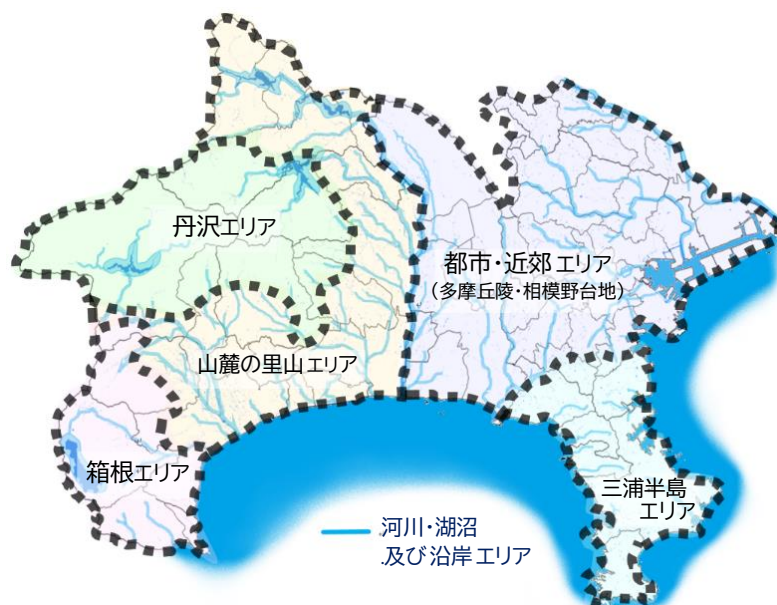 丹沢エリア
都市・近郊エリア
(多摩丘陵・相模野台地)
山麓の里山エリア
箱根エリア
三浦半島
エリア
河川・湖沼
.及び沿岸エリア